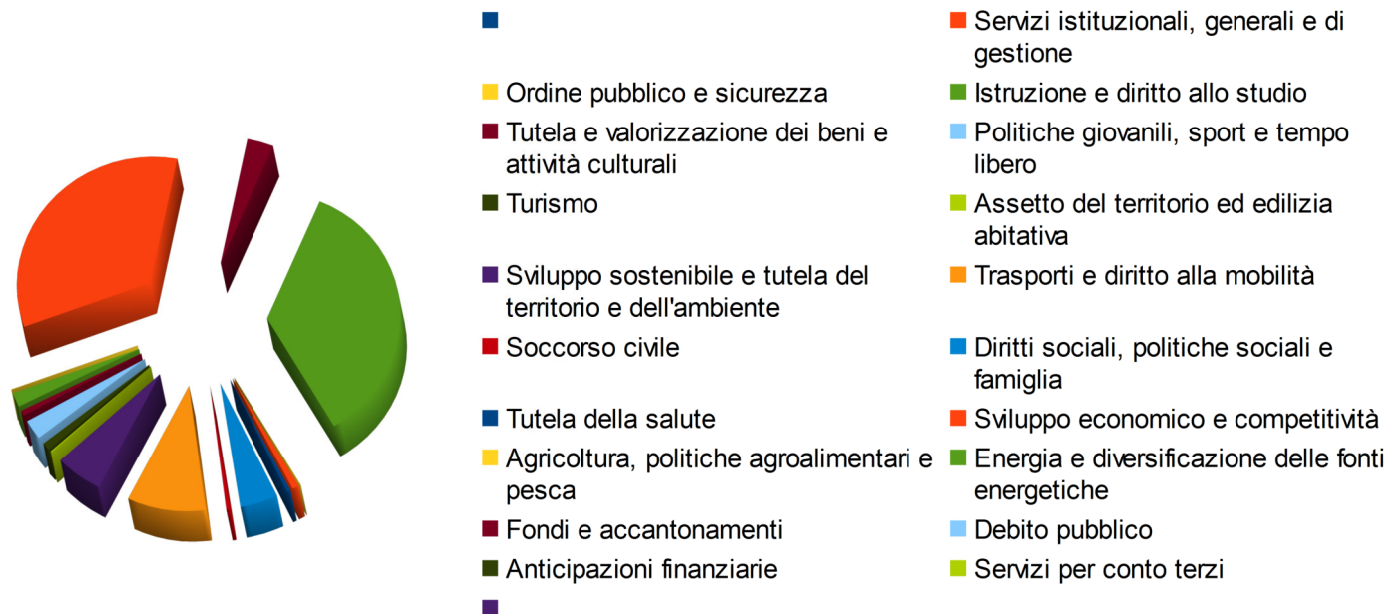 Servizi istituzionali, generali e di
gestione
Ordine pubblico e sicurezza
Istruzione e diritto allo studio
Tutela e valorizzazione dei beni e
attività culturali
Politiche giovanili, sport e tempo
libero
Turismo
Assetto del territorio ed edilizia
abitativa
Sviluppo sostenibile e tutela del
territorio e dell'ambiente
Trasporti e diritto alla mobilità
Soccorso civile
Diritti sociali, politiche sociali e
famiglia
Tutela della salute
Sviluppo economico e competitività
Agricoltura, politiche agroalimentari e
pesca
Energia e diversificazione delle fonti
energetiche
Fondi e accantonamenti
Debito pubblico
Anticipazioni finanziarie
Servizi per conto terzi